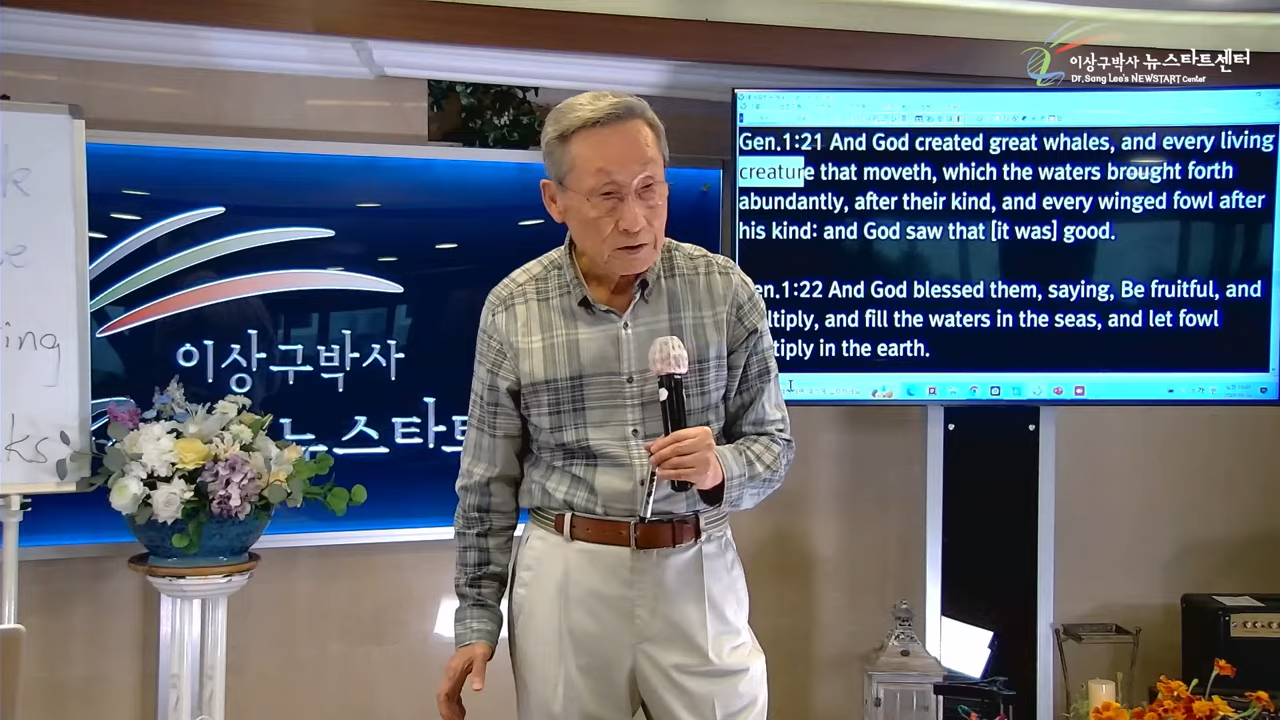 이상구박사 뉴스타트센터
Dr. Sang Lee's NEWSTART Center
Gen.1:21 And God created great whales, and every living
creature that moveth, which the waters brought forth
abundantly, after their kind, and every winged fowl after
his kind: and God saw that [it was] good.
en.1:22 And God blessed them, saying, Be fruitful, and
ltiply, and fill the waters in the seas, and let fowl
tiply in the earth.
이상구박사
뉴스타트
k
e
ing
ks